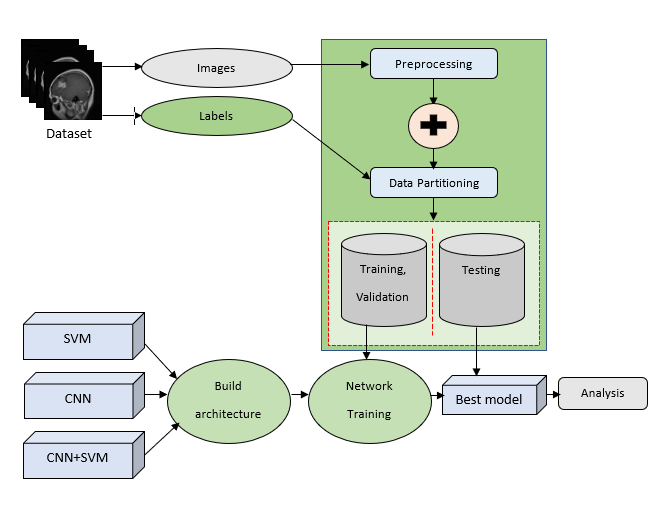 Images
Preprocessing
Dataset
Labels
Data Partitioning
Training,
Validation
Testing
SVM
CNN
CNN+SVM
Build
architecture
Network
Training
Best model
Analysis